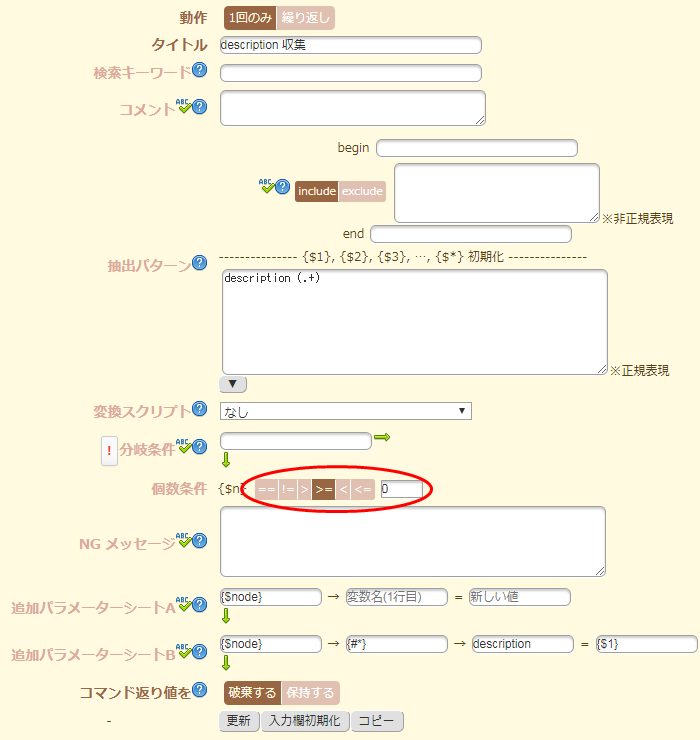 動作 1回のみ 繰り返し
タイトル description 収集
検索キーワード ?
コメント ABC ?
begin
ABC ? include exclude ※非正規表現
end
抽出パターン ? --------------- {$1}, {$2}, {$3}, …, {$*} 初期化 ---------------
description (.+)
※正規表現
▼
変換スクリプト ? なし ▼
! 分岐条件 ABC ?
個数条件 {$n} == != > >= < <= 0
NG メッセージ ABC ?
追加パラメーターシートA ABC ? {$node} → 変数名(1行目) = 新しい値
追加パラメーターシートB ABC ? {$node} → {#*} → description = {$1}
コマンド返り値を ? 破棄する 保持する
- 更新 入力欄初期化 コピー